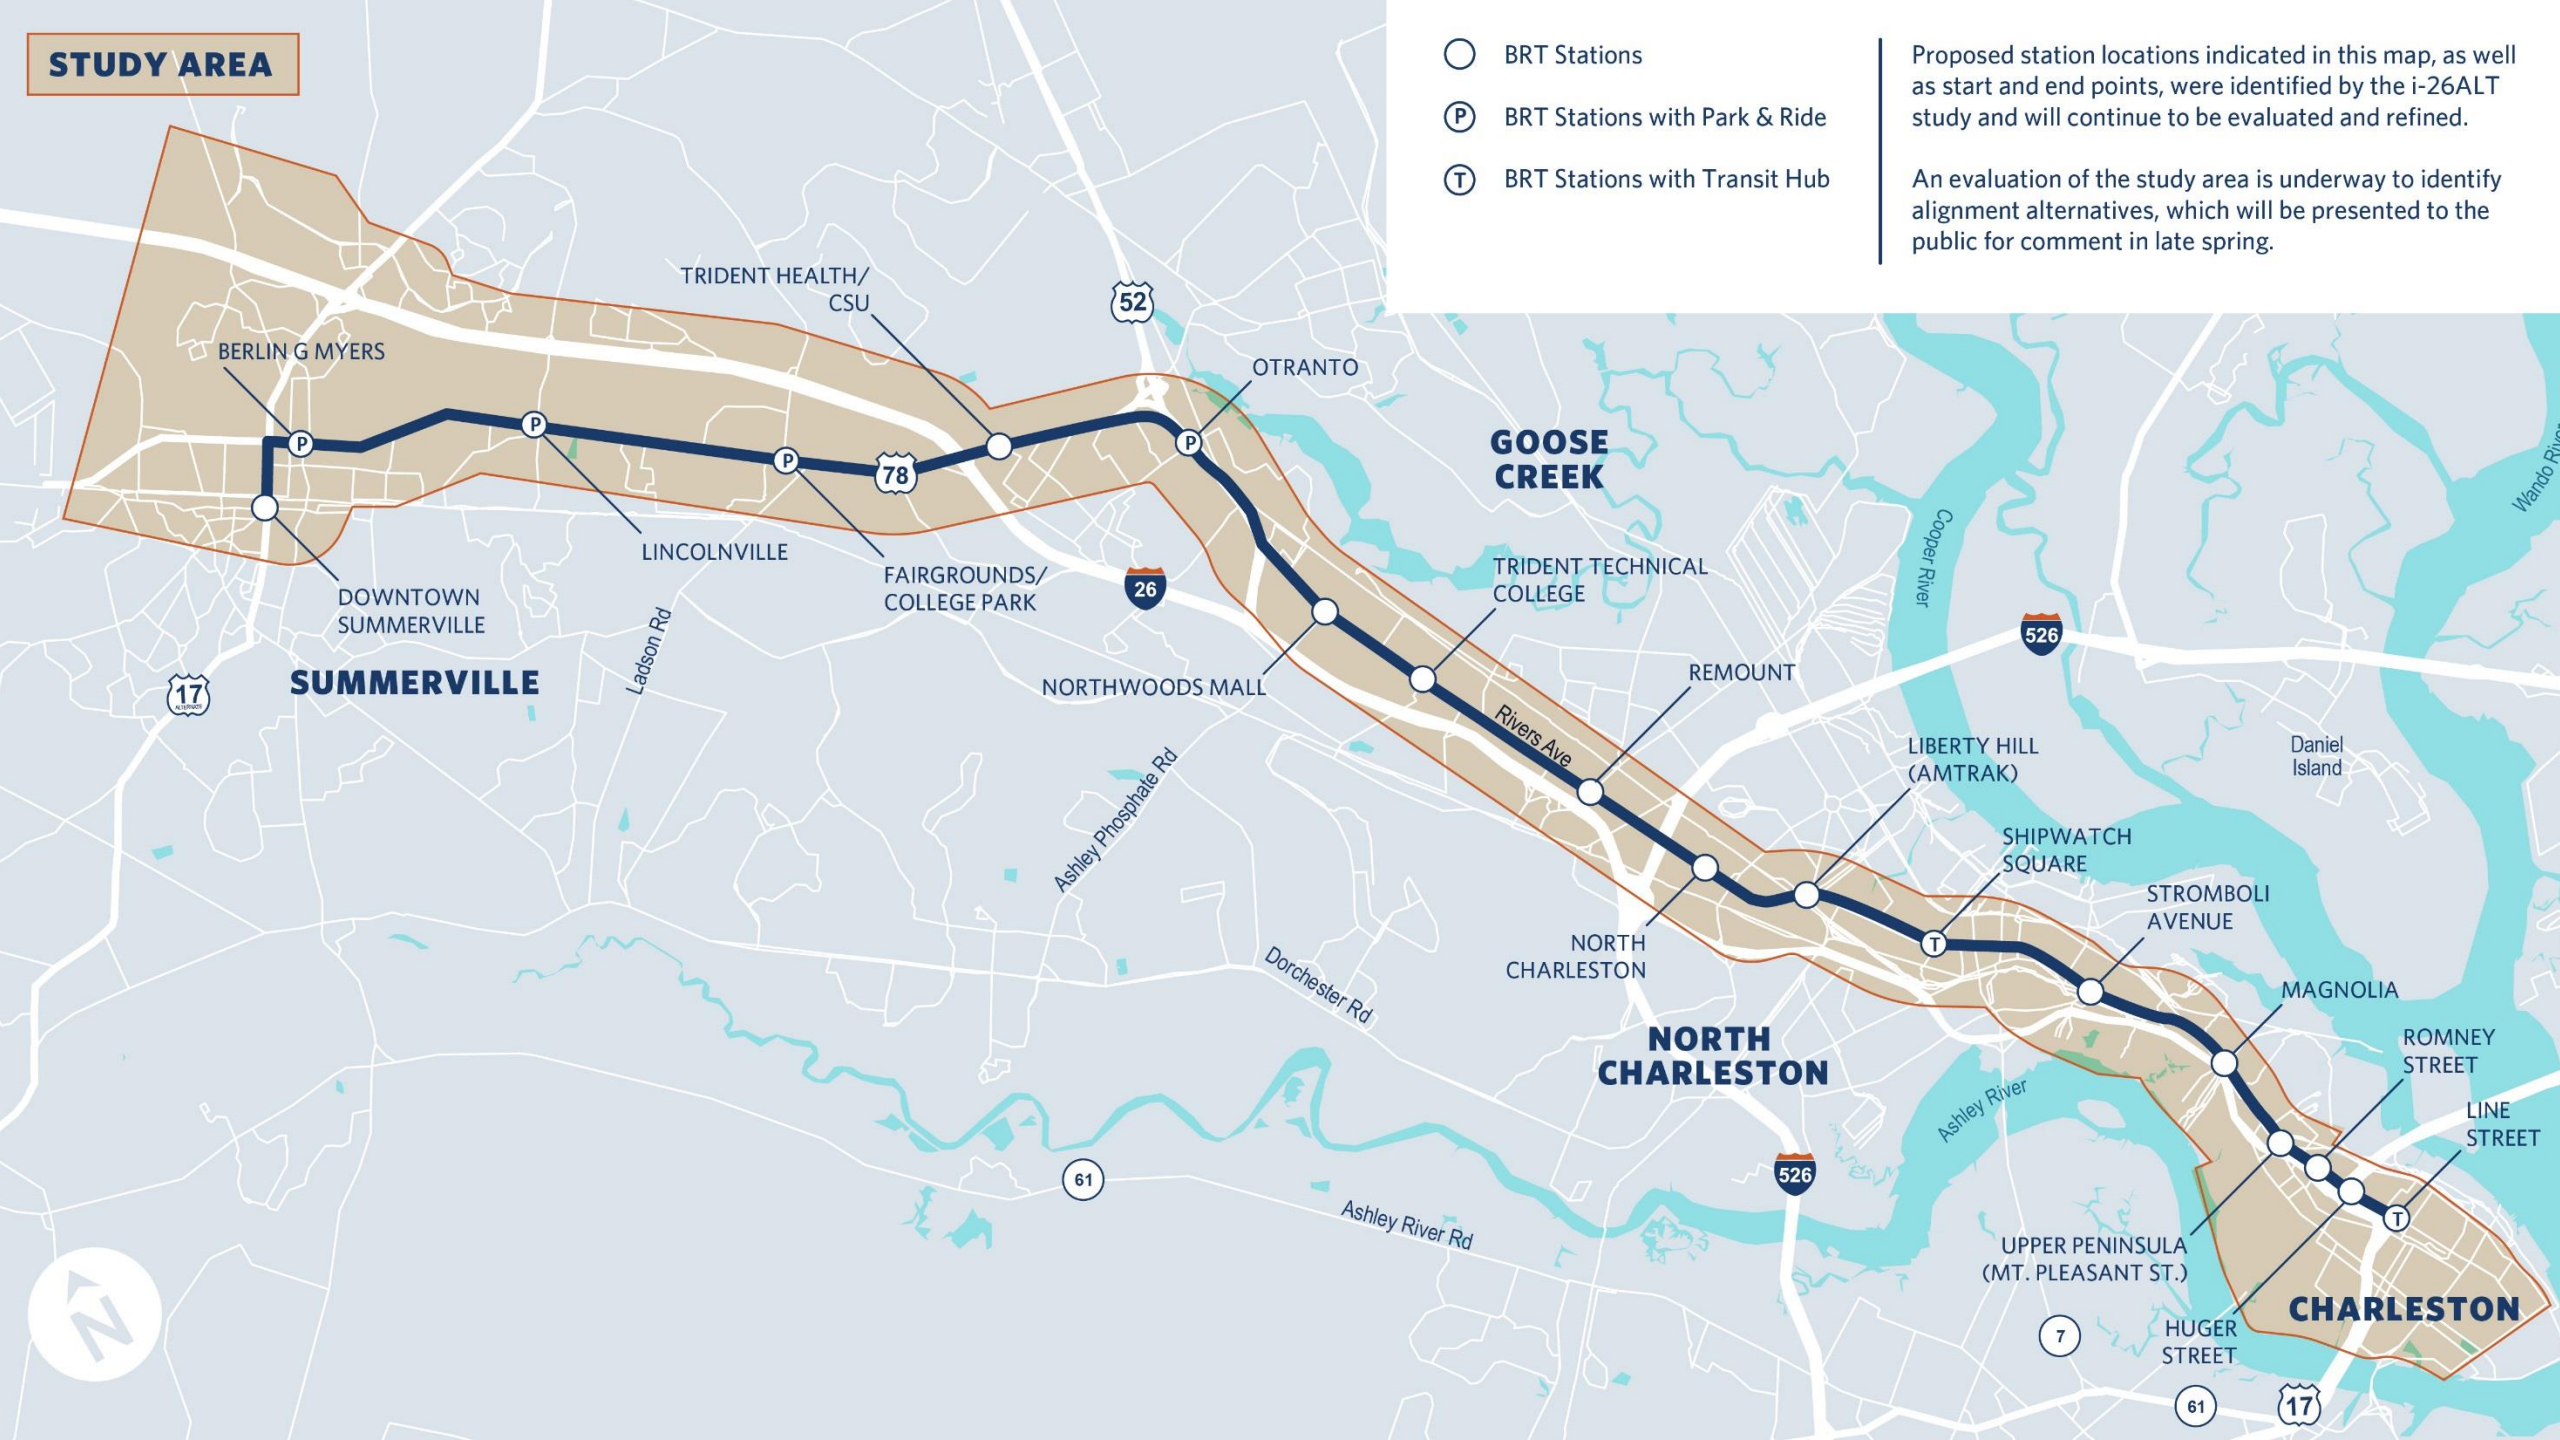 STUDY AREA
BRT Stations
P
BRT Stations with Park & Ride
T
BRT Stations with Transit Hub
Proposed station locations indicated in this map, as well
as start and end points, were identified by the i-26ALT
study and will continue to be evaluated and refined.
An evaluation of the study area is underway to identify
alignment alternatives, which will be presented to the
public for comment in late spring.
TRIDENT HEALTH/
CSU
52
BERLIN G MYERS
OTRANTO
P
P
P
P
78
GOOSE
CREEK
Wando River
Cooper River
LINCOLNVILLE
FAIRGROUNDS/
COLLEGE PARK
26
TRIDENT TECHNICAL
COLLEGE
DOWNTOWN
SUMMERVILLE
Ladson Rd
526
SUMMERVILLE
17
ALTERNATE
NORTHWOODS MALL
REMOUNT
Rivers Ave
LIBERTY HILL
(AMTRAK)
Daniel
Island
Ashley Phosphate Rd
SHIPWATCH
SQUARE
STROMBOLI
AVENUE
NORTH
CHARLESTON
T
Dorchester Rd
MAGNOLIA
NORTH
CHARLESTON
ROMNEY
STREET
Ashley River
LINE
STREET
61
526
Ashley River Rd
T
UPPER PENINSULA
(MT. PLEASANT ST.)
CHARLESTON
N
7
HUGER
STREET
61
17